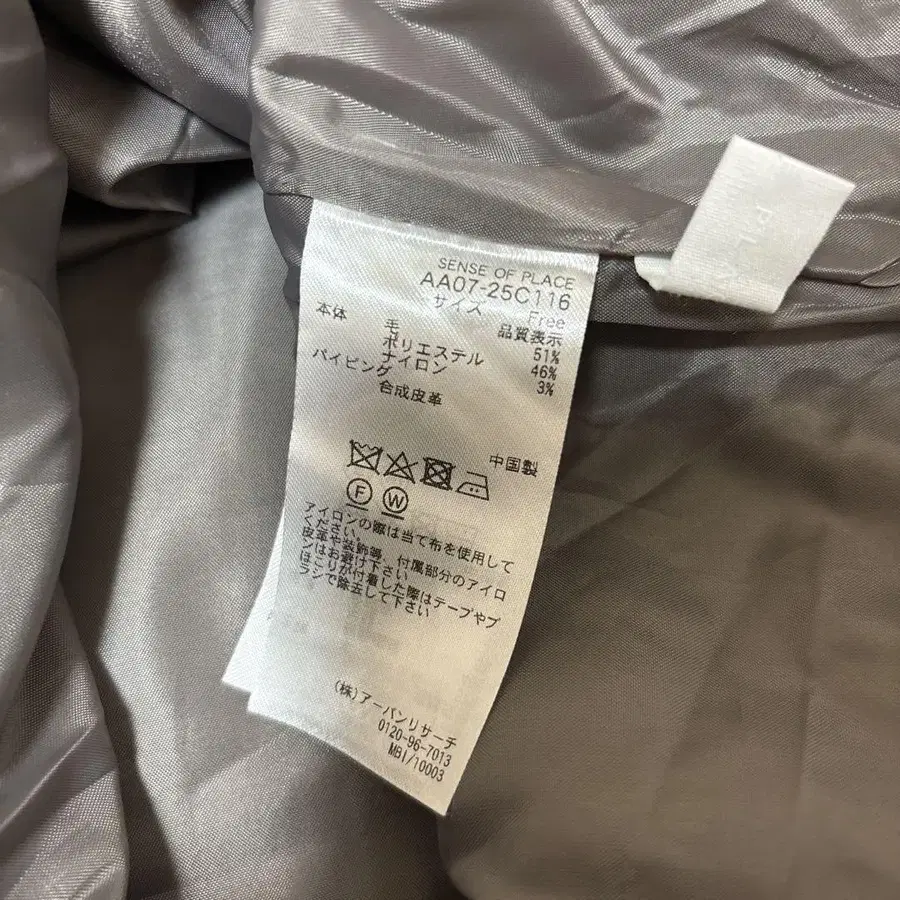 SENSE OF PLACE
AA07-25C116
サイズ Free
品質表示
本体 毛 51%
ポリエステル 46%
ナイロン 3%
パイピング
合成皮革
中国製
F W
アイロンの際は当て布を使用して
ください。
皮革や装飾等、付属部分のアイロ
ンはお避け下さい
ほこりが付着した際はテープやブ
ラシで除去して下さい
(株)アーバンリサーチ
0120-96-7013
MBI/10003